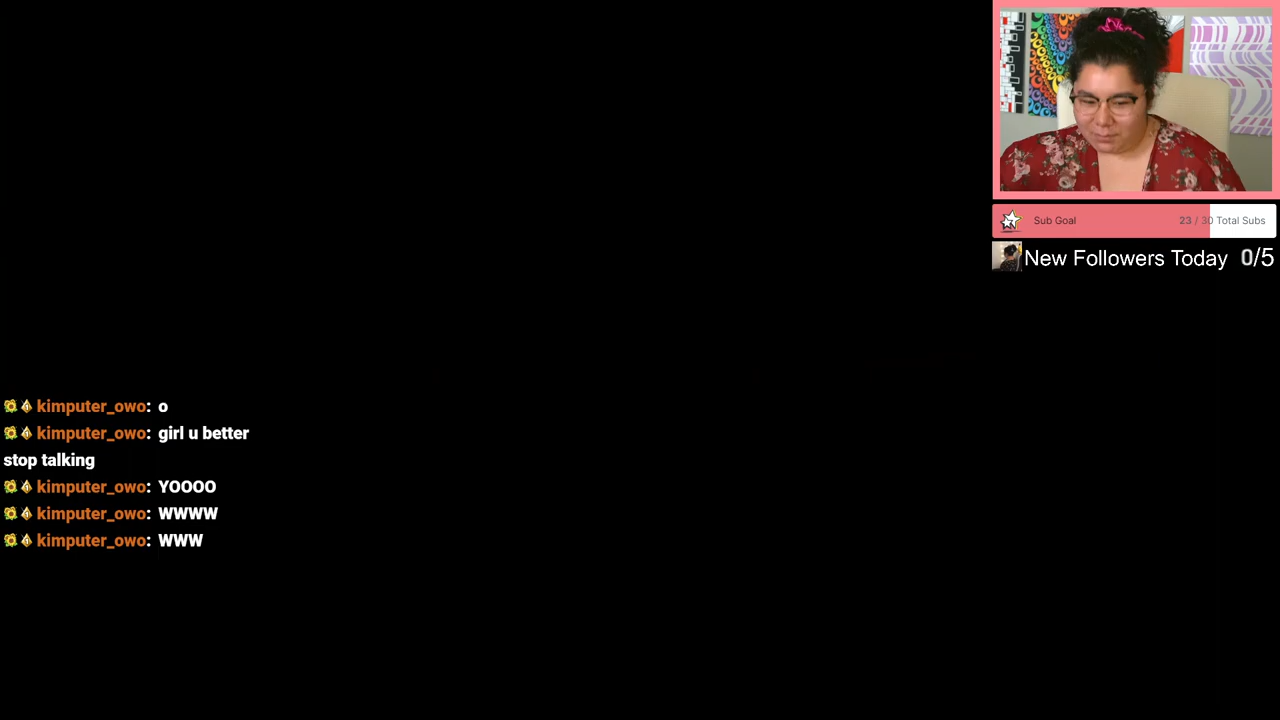 Sub Goal 23 / 30 Total Subs
New Followers Today 0/5
kimputer_owo: o
kimputer_owo: girl u better
stop talking
kimputer_owo: YOOOO
kimputer_owo: WWWW
kimputer_owo: WWW